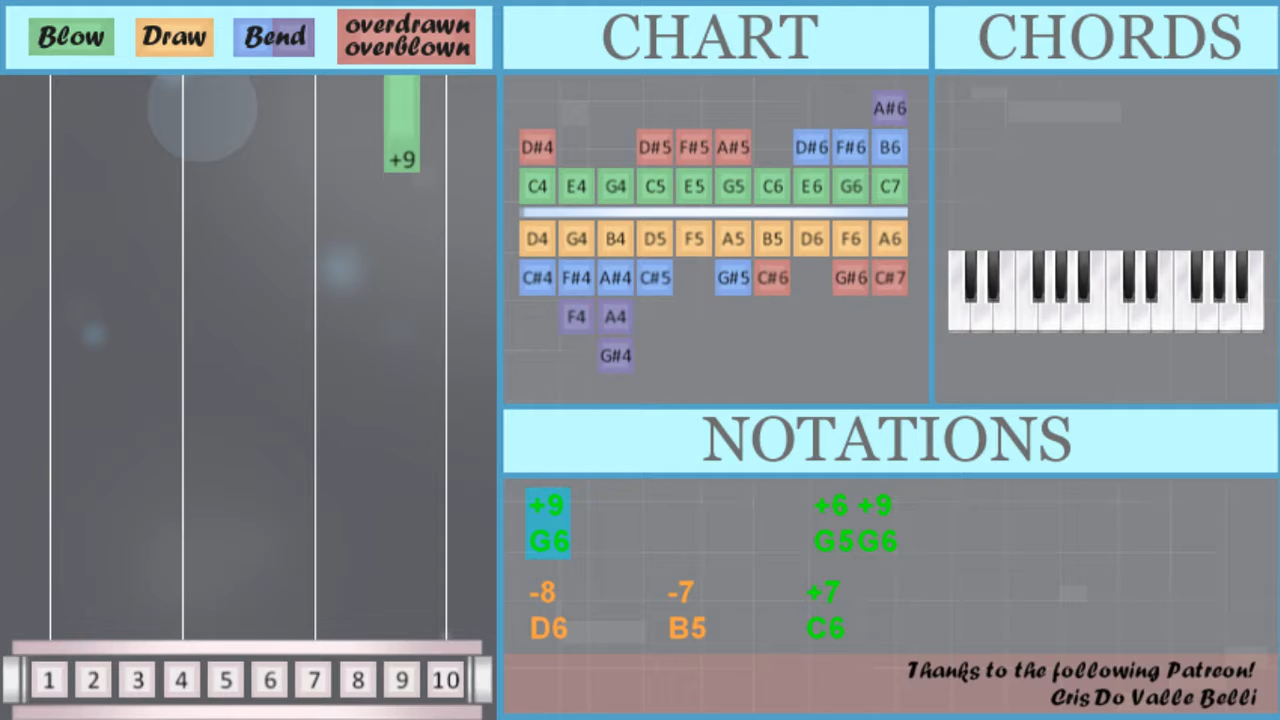 Blow Draw Bend overdrawn
overblown
CHART
CHORDS
+9
A#6
D#4 D#5 F#5 A#5 D#6 F#6 B6
C4 E4 G4 C5 E5 G5 C6 E6 G6 C7
D4 G4 B4 D5 F5 A5 B5 D6 F6 A6
C#4 F#4 A#4 C#5 G#5 C#6 G#6 C#7
F4 A4
G#4
NOTATIONS
+9 +6 +9
G6 G5 G6
-8 -7 +7
D6 B5 C6
1 2 3 4 5 6 7 8 9 10
Thanks to the following Patreon!
Cris Do Valle Belli